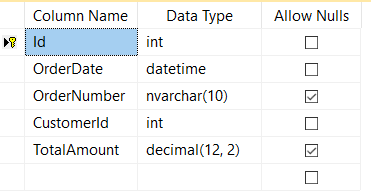 Column Name Data Type Allow Nulls
Id int
OrderDate datetime
OrderNumber nvarchar(10)
CustomerId int
TotalAmount decimal(12, 2)